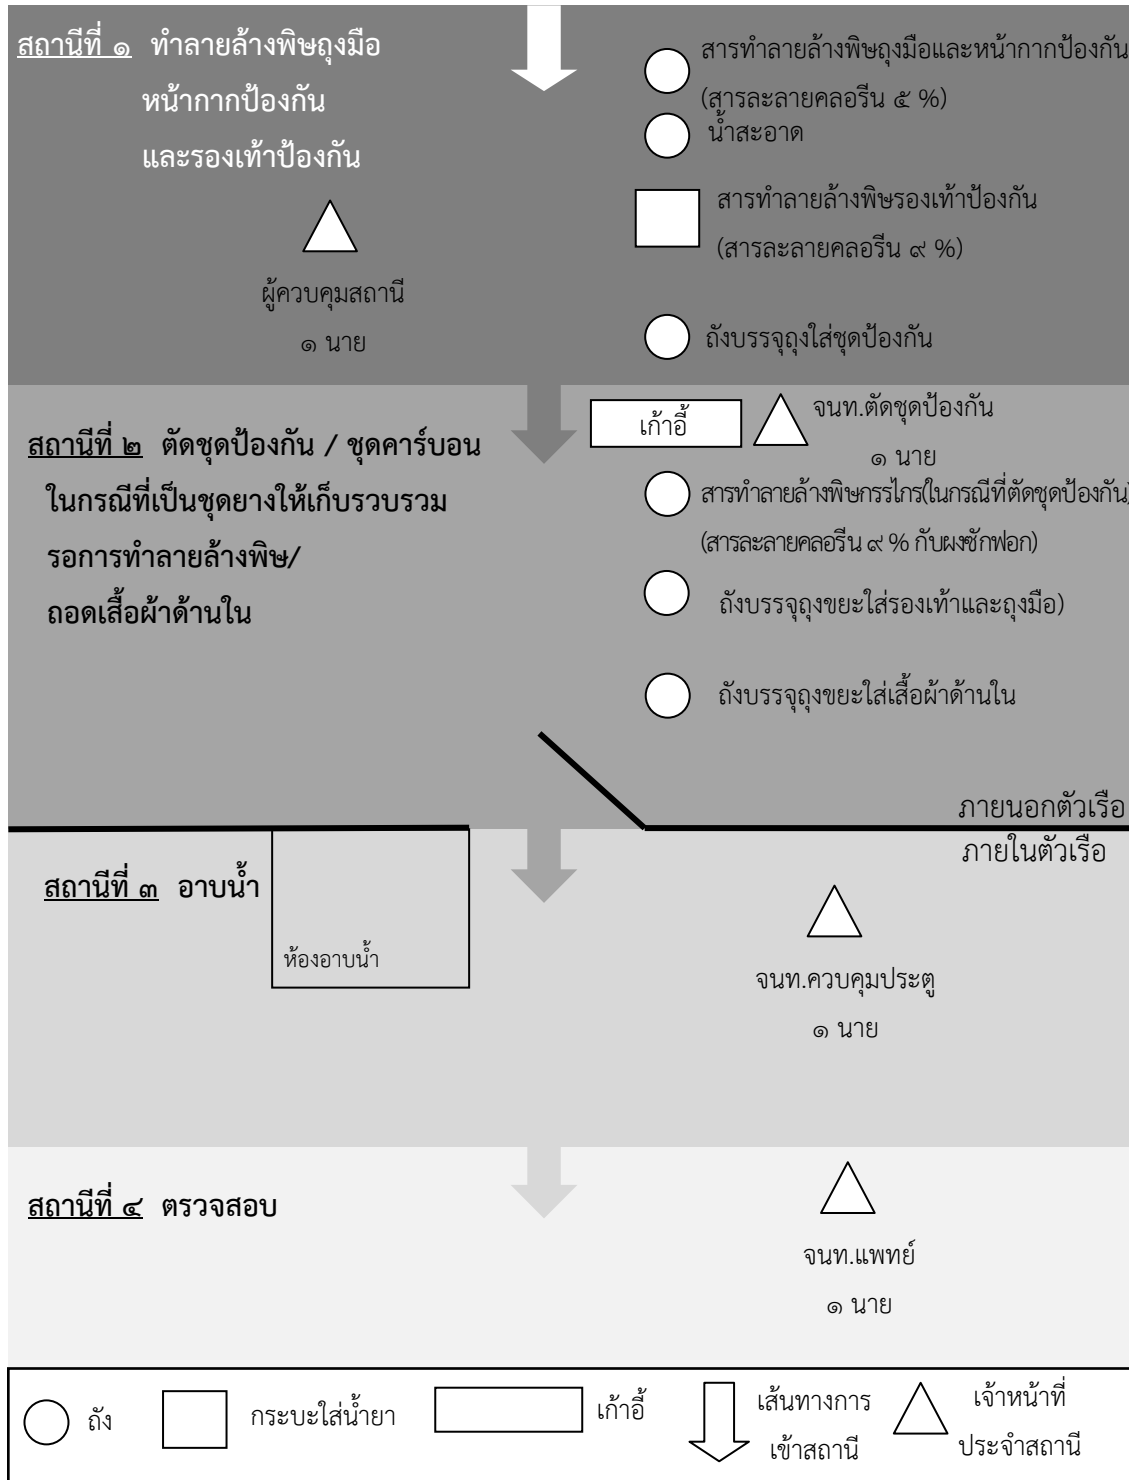 สถานีที่ ๑ ทำลายล้างพิษถุงมือ
หน้ากากป้องกัน
และรองเท้าป้องกัน
ผู้ควบคุมสถานี
๑ นาย
สารทำลายล้างพิษถุงมือและหน้ากากป้องกัน
(สารละลายคลอรีน ๕ %)
น้ำสะอาด
สารทำลายล้างพิษรองเท้าป้องกัน
(สารละลายคลอรีน ๙ %)
ถังบรรจุถุงใส่ชุดป้องกัน
สถานีที่ ๒ ตัดชุดป้องกัน / ชุดคาร์บอน
ในกรณีที่เป็นชุดยางให้เก็บรวบรวม
รอการทำลายล้างพิษ/
ถอดเสื้อผ้าด้านใน
เก้าอี้
จนท.ตัดชุดป้องกัน
๑ นาย
สารทำลายล้างพิษกรรไกร(ในกรณีที่ตัดชุดป้องกัน)
(สารละลายคลอรีน ๙ % กับผงซักฟอก)
ถังบรรจุถุงขยะใส่รองเท้าและถุงมือ)
ถังบรรจุถุงขยะใส่เสื้อผ้าด้านใน
ภายนอกตัวเรือ
ภายในตัวเรือ
สถานีที่ ๓ อาบน้ำ
ห้องอาบน้ำ
จนท.ควบคุมประตู
๑ นาย
สถานีที่ ๔ ตรวจสอบ
จนท.แพทย์
๑ นาย
ถัง
กระบะใส่น้ำยา
เก้าอี้
เส้นทางการ
เข้าสถานี
เจ้าหน้าที่
ประจำสถานี